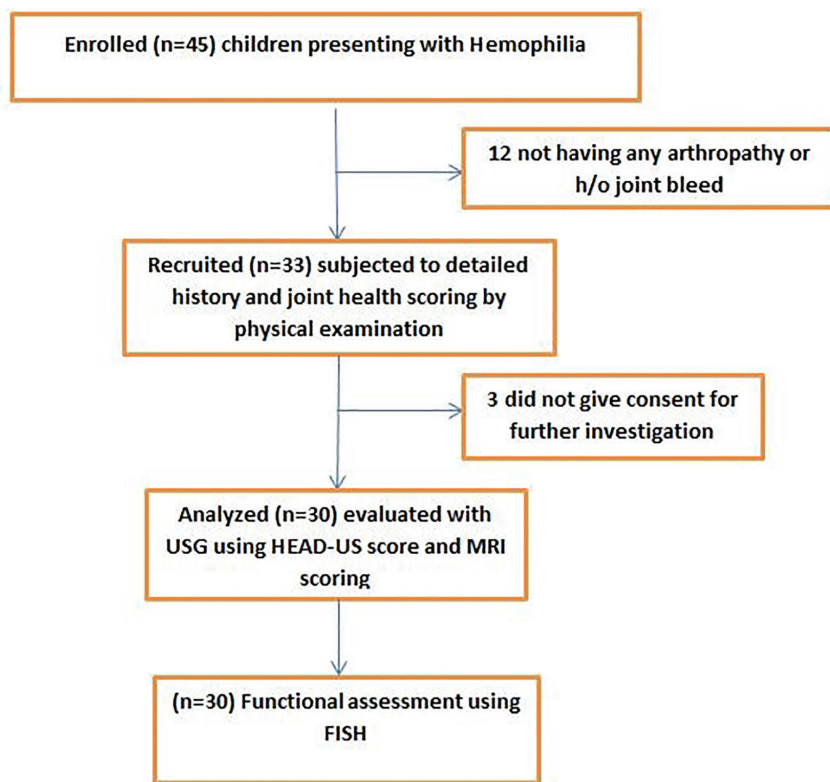 Enrolled (n=45) children presenting with Hemophilia
12 not having any arthropathy or
h/o joint bleed
Recruited (n=33) subjected to detailed
history and joint health scoring by
physical examination
3 did not give consent for
further investigation
Analyzed (n=30) evaluated with
USG using HEAD-US score and MRI
scoring
(n=30) Functional assessment using
FISH